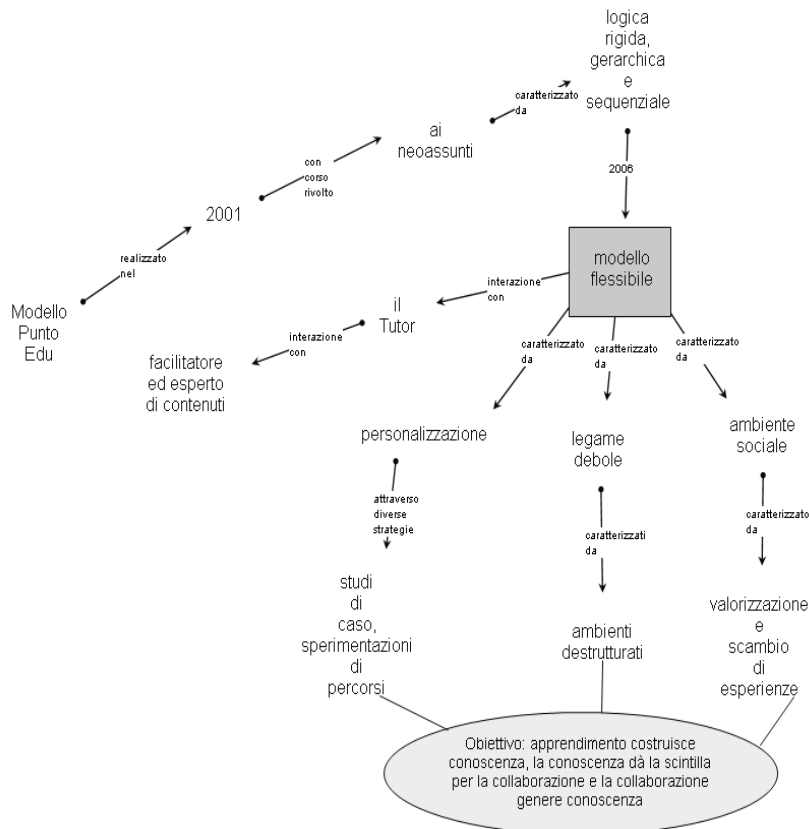 logica
rigida,
gerarchica
e
sequenziale
caratterizzato
da
ai
neoassunti
con
corso
rivolto
2001
realizzato
nel
Modello
Punto
Edu
2006
modello
flessibile
interazione
con
il
Tutor
interazione
con
facilitatore
ed esperto
di contenuti
caratterizzato
da
caratterizzato
da
caratterizzato
da
personalizzazione
legame
debole
ambiente
sociale
attraverso
diverse
strategie
caratterizzati
da
caratterizzato
da
studi
di
caso,
sperimentazioni
di
percorsi
ambienti
destrutturati
valorizzazione
e
scambio
di
esperienze
Obiettivo: apprendimento costruisce
conoscenza, la conoscenza dà la scintilla
per la collaborazione e la collaborazione
genere conoscenza